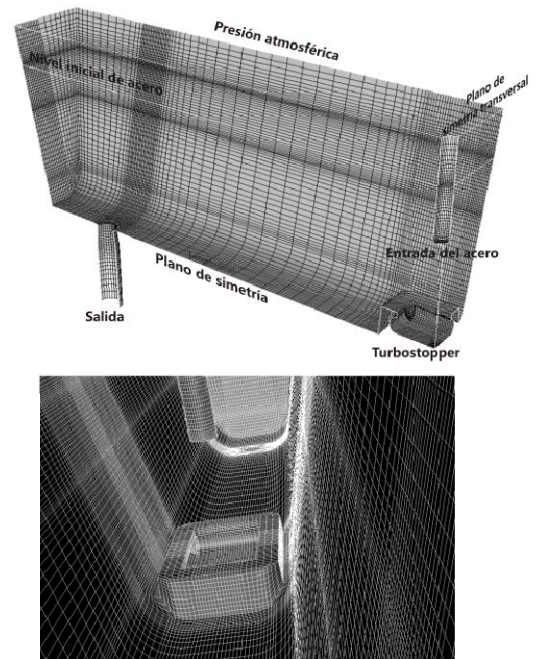 Presión atmosférica
Nivel inicial de acero
Plano de
simetría transversal
Entrada del acero
Plano de simetría
Salida
Turbostopper